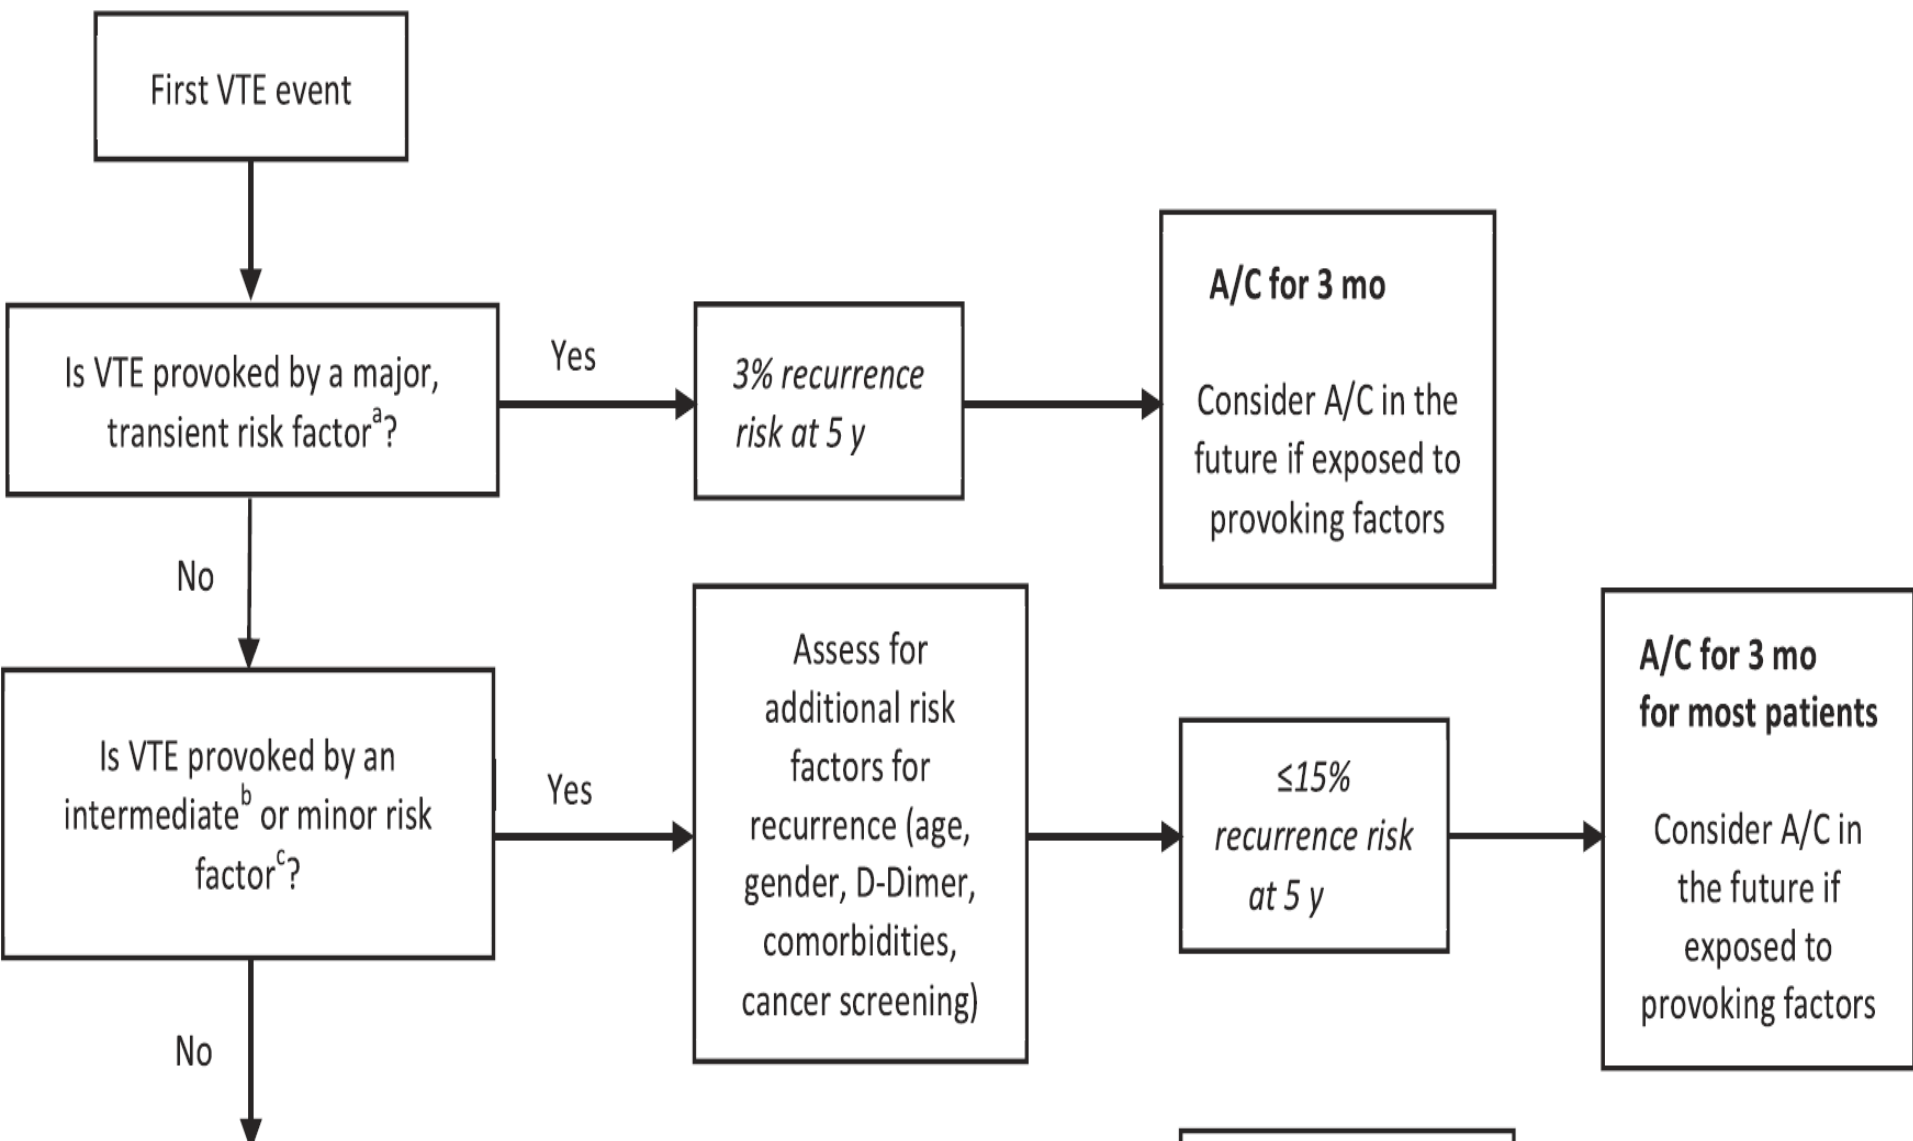 First VTE event
Is VTE provoked by a major,
transient risk factorᵃ?
Yes
3% recurrence
risk at 5 y
A/C for 3 mo
Consider A/C in the
future if exposed to
provoking factors
No
Is VTE provoked by an
intermediateᵇ or minor risk
factorᶜ?
Yes
Assess for
additional risk
factors for
recurrence (age,
gender, D-Dimer,
comorbidities,
cancer screening)
≤15%
recurrence risk
at 5 y
A/C for 3 mo
for most patients
Consider A/C in
the future if
exposed to
provoking factors
No